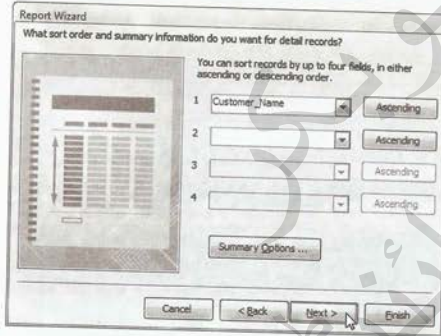 Report Wizard
What sort order and summary information do you want for detail records?
You can sort records by up to four fields, in either
ascending or descending order.
1 Customer_Name Ascending
2 Ascending
3 Ascending
4 Ascending
Summary Options ...
Cancel < Back Next > Finish